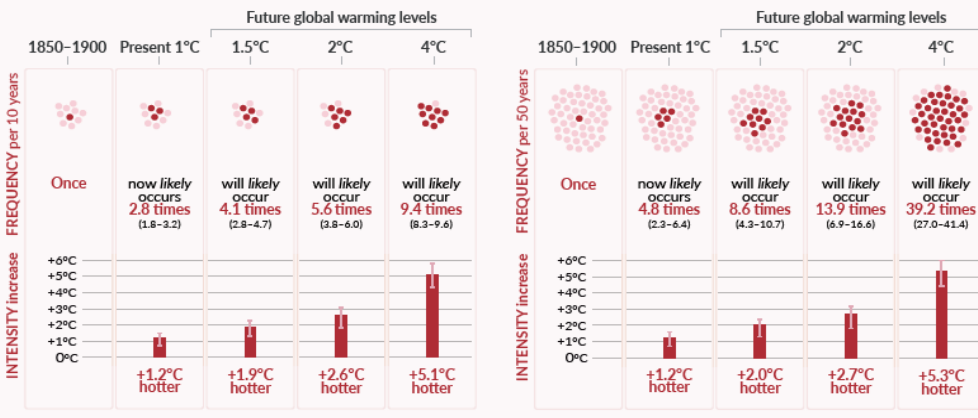 Future global warming levels
1850–1900 Present 1°C 1.5°C 2°C 4°C
FREQUENCY per 10 years
Once
now likely occurs 2.8 times (1.8–3.2)
will likely occur 4.1 times (2.8–4.7)
will likely occur 5.6 times (3.8–6.0)
will likely occur 9.4 times (8.3–9.6)
INTENSITY increase
+6°C
+5°C
+4°C
+3°C
+2°C
+1°C
0°C
+1.2°C hotter
+1.9°C hotter
+2.6°C hotter
+5.1°C hotter
Future global warming levels
1850–1900 Present 1°C 1.5°C 2°C 4°C
FREQUENCY per 50 years
Once
now likely occurs 4.8 times (2.3–6.4)
will likely occur 8.6 times (4.3–10.7)
will likely occur 13.9 times (6.9–16.6)
will likely occur 39.2 times (27.0–41.4)
INTENSITY increase
+6°C
+5°C
+4°C
+3°C
+2°C
+1°C
0°C
+1.2°C hotter
+2.0°C hotter
+2.7°C hotter
+5.3°C hotter